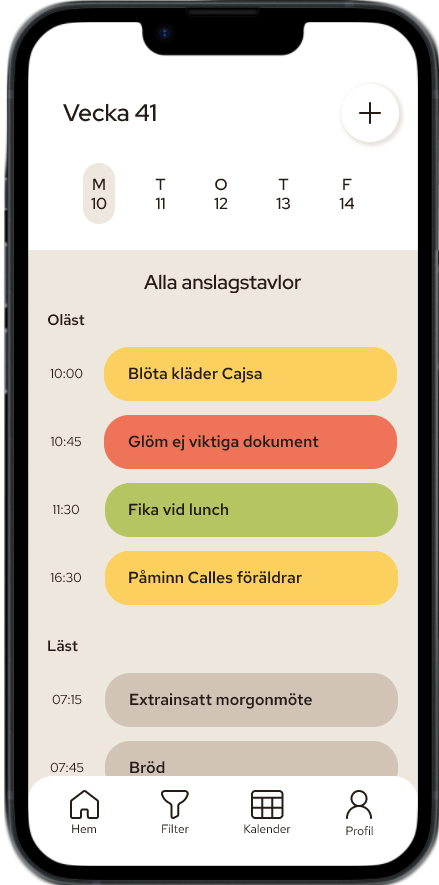 Vecka 41
M T O T F
10 11 12 13 14
Alla anslagstavlor
Oläst
10:00 Blöta kläder Cajsa
10:45 Glöm ej viktiga dokument
11:30 Fika vid lunch
16:30 Påminn Calles föräldrar
Läst
07:15 Extrainsatt morgonmöte
07:45 Bröd
Hem Filter Kalender Profil